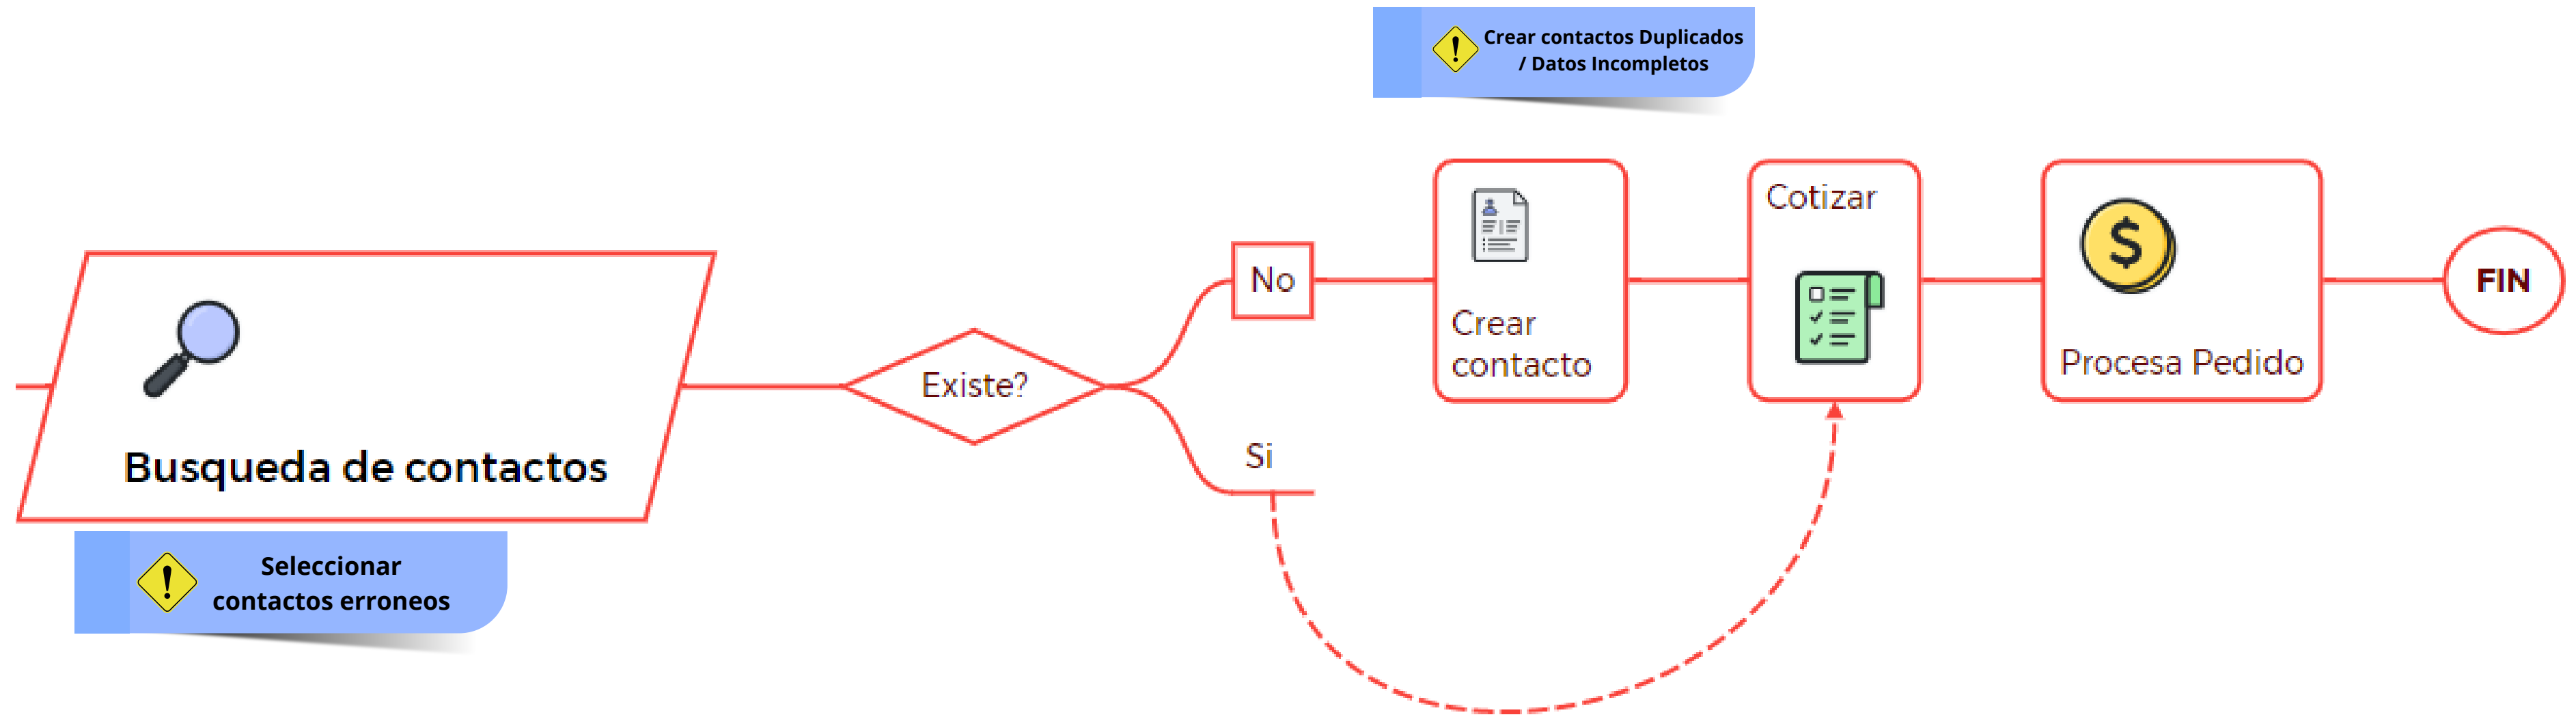 Crear contactos Duplicados
/ Datos Incompletos
Busqueda de contactos
Seleccionar
contactos erroneos
Existe?
No
Si
Crear
contacto
Cotizar
$
Procesa Pedido
FIN